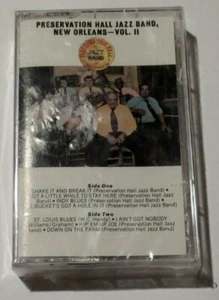 PRESERVATION HALL JAZZ BAND,
NEW ORLEANS—VOL. II
JAZZ
BAND
Side One
SHAKE IT AND BREAK IT (Preservation Hall Jazz Band)
T A LITTLE WHILE TO STAY HERE (Preservation Hall Jazz
Band) • INDY BLUES (Preservation Hall Jazz Band)
BUCKET'S GOT A HOLE IN IT (Preservation Hall Jazz Band)
Side Two
ST. LOUIS BLUES (W.C. Handy) • I AIN'T GOT NOBODY
Williams/Graham) • YIP 'EM UP JOE (Preservation Hall Jazz
Band) • DOWN ON THE FARM (Preservation Hall Jazz Band)